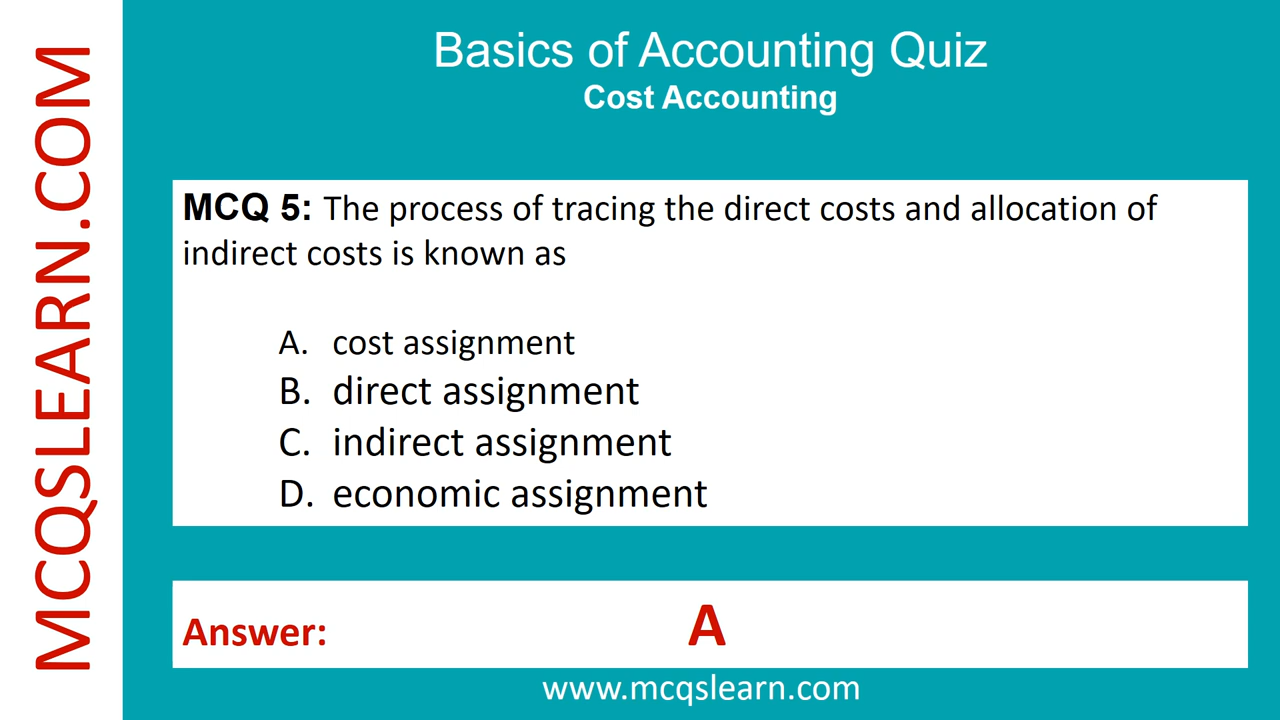 MCQSLEARN.COM
Basics of Accounting Quiz
Cost Accounting
MCQ 5: The process of tracing the direct costs and allocation of
indirect costs is known as
A. cost assignment
B. direct assignment
C. indirect assignment
D. economic assignment
Answer: A
www.mcqslearn.com